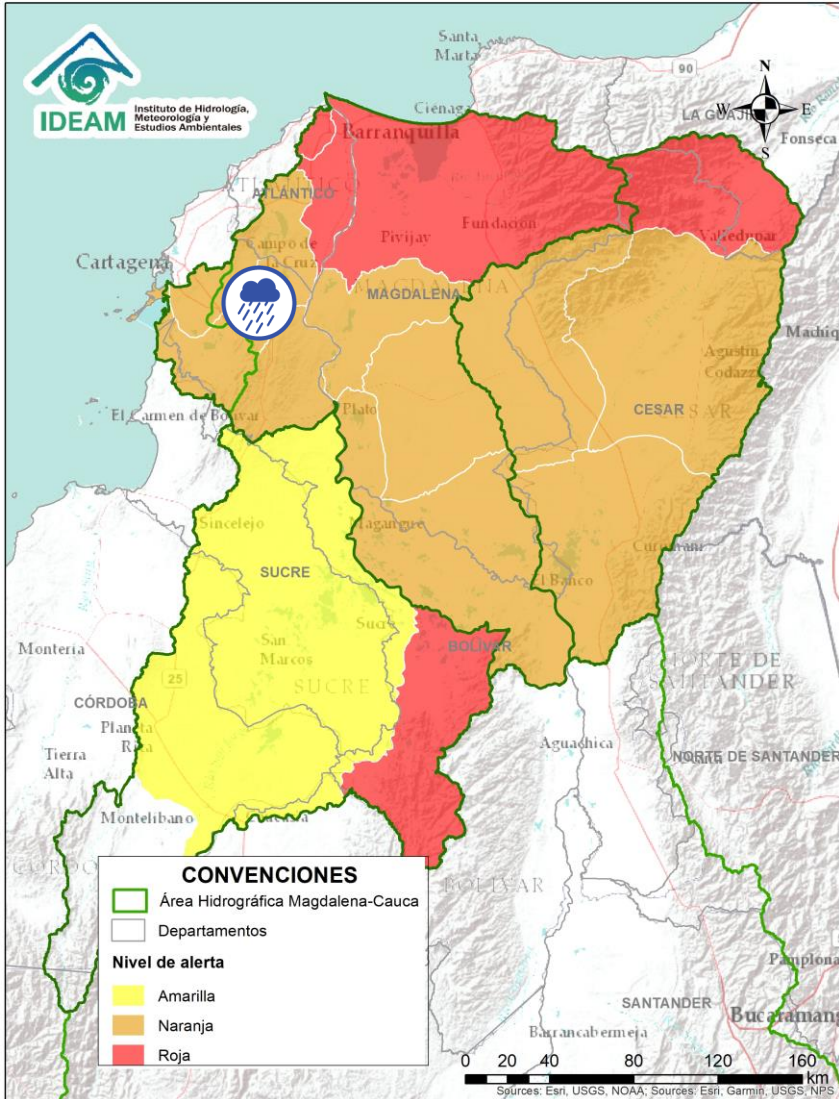 IDEAM
Instituto de Hidrología,
Meteorología y
Estudios Ambientales
Santa
Marta
90
N
W
E
S
Ciénaga
LA GUAJI
Fonseca
Barranquilla
ATLÁNTICO
Campo de
la Cruz
Pivijay
Fundación
Valledupar
Cartagena
MAGDALENA
Machiq
Agustín
Codazzi
El Carmen de Bolívar
Plato
CESAR
CESAR
Sincelejo
Magangué
SUCRE
El Banco
Sucre
San
Marcos
SUCRE
BOLÍVAR
Montería
NORTE DE
SANTANDER
CÓRDOBA
25
Planeta
Rica
Tierra
Alta
Aguachica
NORTE DE SANTANDER
Montelíbano
BOLÍVAR
CONVENCIONES
Área Hidrográfica Magdalena-Cauca
Departamentos
Nivel de alerta
Amarilla
Naranja
Roja
Pamplona
SANTANDER
Bucaramang
Barrancabermeja
0 20 40 80 120 160
km
Sources: Esri, USGS, NOAA; Sources: Esri, Garmin, USGS, NPS